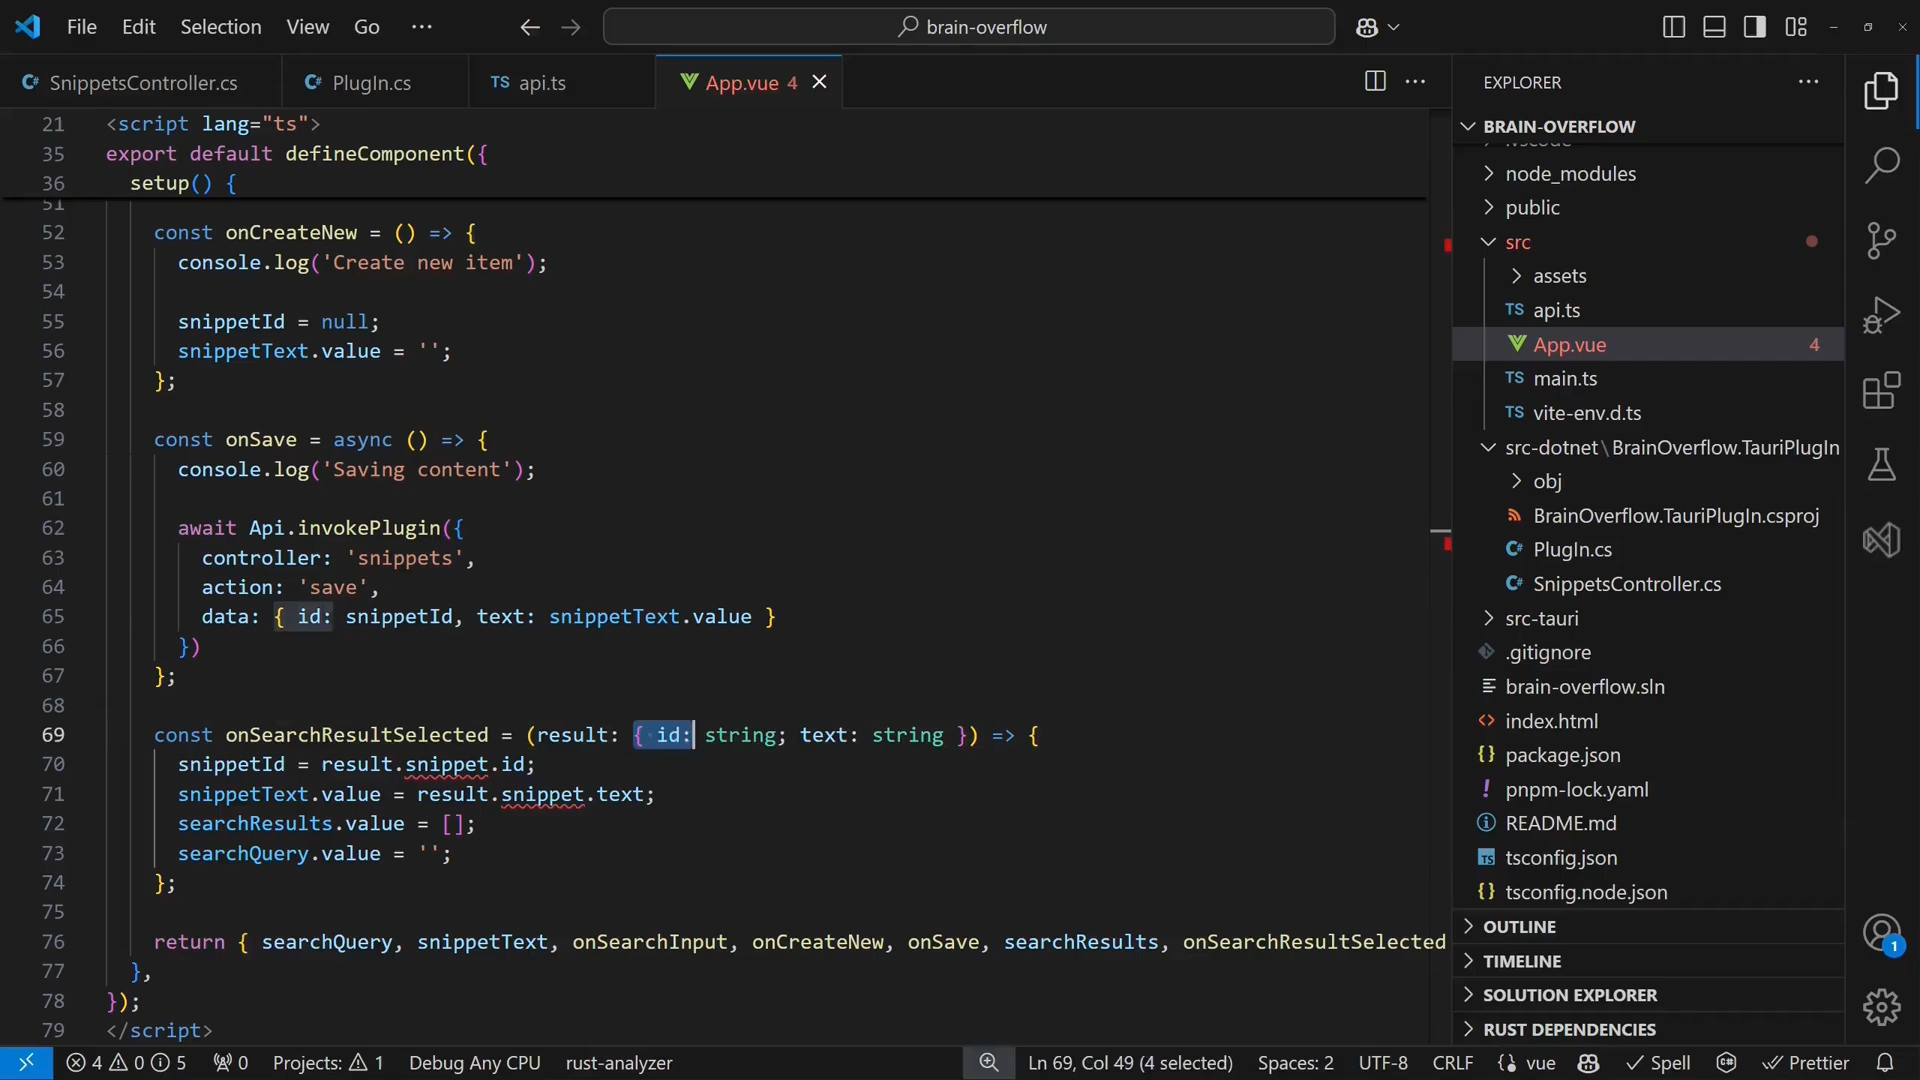 File Edit Selection View Go ··· brain-overflow
SnippetsController.cs PlugIn.cs TS api.ts App.vue 4
21 <script lang="ts">
35 export default defineComponent({
36 setup() {
51
52 const onCreateNew = () => {
53 console.log('Create new item');
54
55 snippetId = null;
56 snippetText.value = '';
57 };
58
59 const onSave = async () => {
60 console.log('Saving content');
61
62 await Api.invokePlugin({
63 controller: 'snippets',
64 action: 'save',
65 data: { id: snippetId, text: snippetText.value }
66 })
67 };
68
69 const onSearchResultSelected = (result: { id: string; text: string }) => {
70 snippetId = result.snippet.id;
71 snippetText.value = result.snippet.text;
72 searchResults.value = [];
73 searchQuery.value = '';
74 };
75
76 return { searchQuery, snippetText, onSearchInput, onCreateNew, onSave, searchResults, onSearchResultSelected
77 },
78 });
79 </script>
EXPLORER
BRAIN-OVERFLOW
.vscode
node_modules
public
src
assets
TS api.ts
App.vue 4
TS main.ts
TS vite-env.d.ts
src-dotnet\BrainOverflow.TauriPlugIn
obj
BrainOverflow.TauriPlugIn.csproj
PlugIn.cs
SnippetsController.cs
src-tauri
.gitignore
brain-overflow.sln
index.html
package.json
pnpm-lock.yaml
README.md
tsconfig.json
tsconfig.node.json
OUTLINE
TIMELINE
SOLUTION EXPLORER
RUST DEPENDENCIES
1
4 0 5 0 Projects: 1 Debug Any CPU rust-analyzer Ln 69, Col 49 (4 selected) Spaces: 2 UTF-8 CRLF vue Spell Prettier